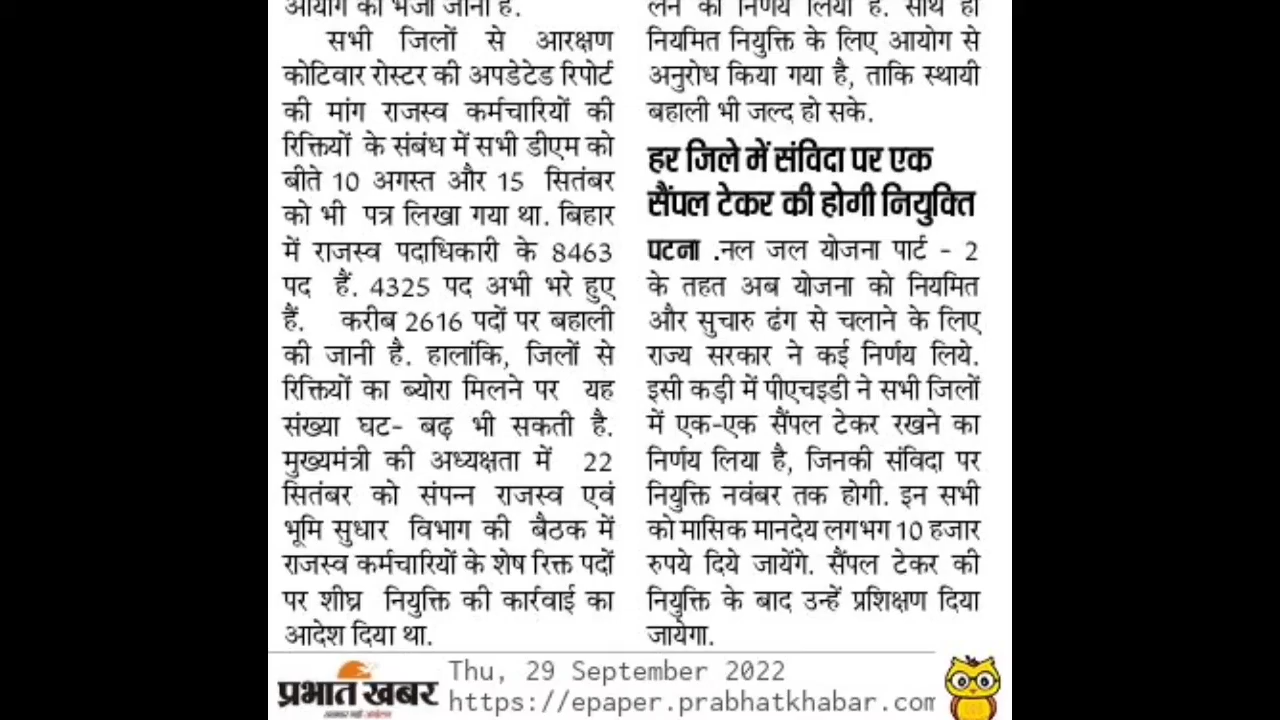 आयोग को भेजा जाना है.
सभी जिलों से आरक्षण
कोटिवार रोस्टर की अपडेटेड रिपोर्ट
की मांग राजस्व कर्मचारियों की
रिक्तियों के संबंध में सभी डीएम को
बीते 10 अगस्त और 15 सितंबर
को भी पत्र लिखा गया था. बिहार
में राजस्व पदाधिकारी के 8463
पद हैं. 4325 पद अभी भरे हुए
हैं. करीब 2616 पदों पर बहाली
की जानी है. हालांकि, जिलों से
रिक्तियों का ब्योरा मिलने पर यह
संख्या घट- बढ़ भी सकती है.
मुख्यमंत्री की अध्यक्षता में 22
सितंबर को संपन्न राजस्व एवं
भूमि सुधार विभाग की बैठक में
राजस्व कर्मचारियों के शेष रिक्त पदों
पर शीघ्र नियुक्ति की कार्रवाई का
आदेश दिया था.
लेने का निर्णय लिया है. साथ ही
नियमित नियुक्ति के लिए आयोग से
अनुरोध किया गया है, ताकि स्थायी
बहाली भी जल्द हो सके.
हर जिले में संविदा पर एक
सैंपल टेकर की होगी नियुक्ति
पटना .नल जल योजना पार्ट - 2
के तहत अब योजना को नियमित
और सुचारु ढंग से चलाने के लिए
राज्य सरकार ने कई निर्णय लिये.
इसी कड़ी में पीएचइडी ने सभी जिलों
में एक-एक सैंपल टेकर रखने का
निर्णय लिया है, जिनकी संविदा पर
नियुक्ति नवंबर तक होगी. इन सभी
को मासिक मानदेय लगभग 10 हजार
रुपये दिये जायेंगे. सैंपल टेकर की
नियुक्ति के बाद उन्हें प्रशिक्षण दिया
जायेगा.
प्रभात खबर
Thu, 29 September 2022
https://epaper.prabhatkhabar.com